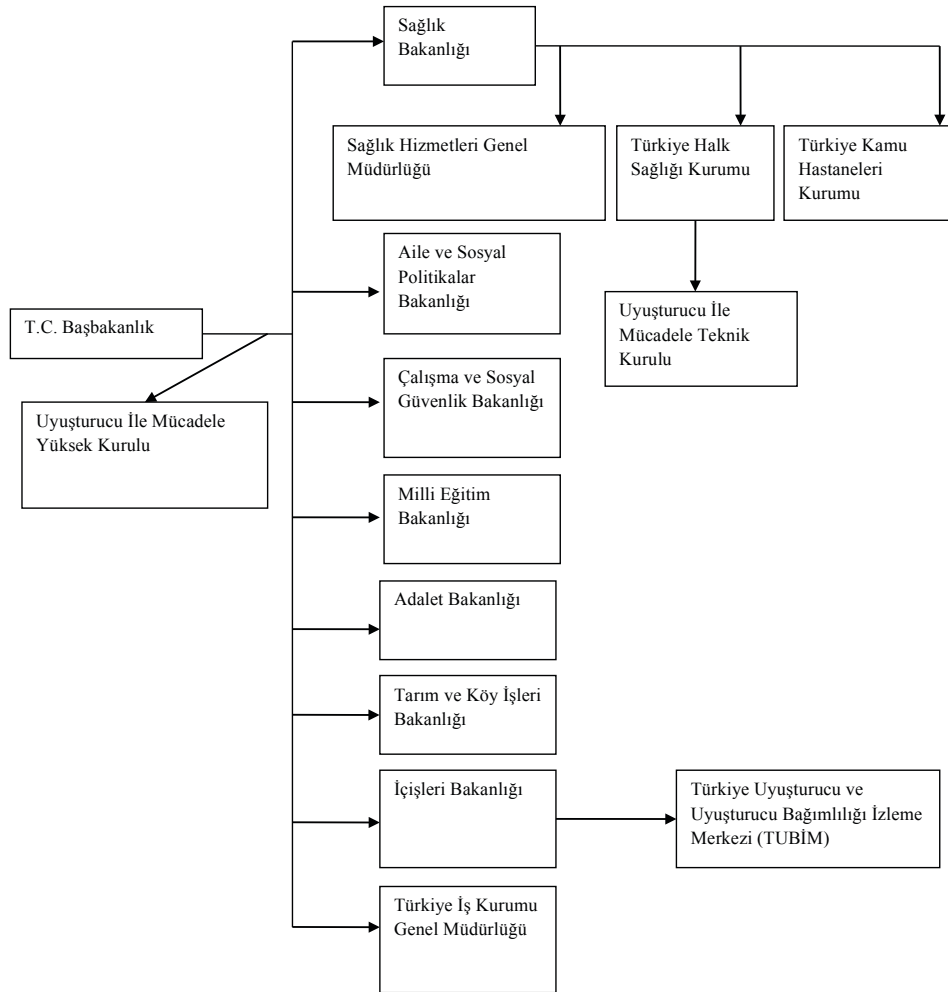 Sağlık
Bakanlığı
Sağlık Hizmetleri Genel
Müdürlüğü
Türkiye Halk
Sağlığı Kurumu
Türkiye Kamu
Hastaneleri
Kurumu
Aile ve Sosyal
Politikalar
Bakanlığı
Uyuşturucu İle
Mücadele Teknik
Kurulu
T.C. Başbakanlık
Çalışma ve Sosyal
Güvenlik Bakanlığı
Uyuşturucu İle Mücadele
Yüksek Kurulu
Milli Eğitim
Bakanlığı
Adalet Bakanlığı
Tarım ve Köy İşleri
Bakanlığı
İçişleri Bakanlığı
Türkiye Uyuşturucu ve
Uyuşturucu Bağımlılığı İzleme
Merkezi (TUBİM)
Türkiye İş Kurumu
Genel Müdürlüğü